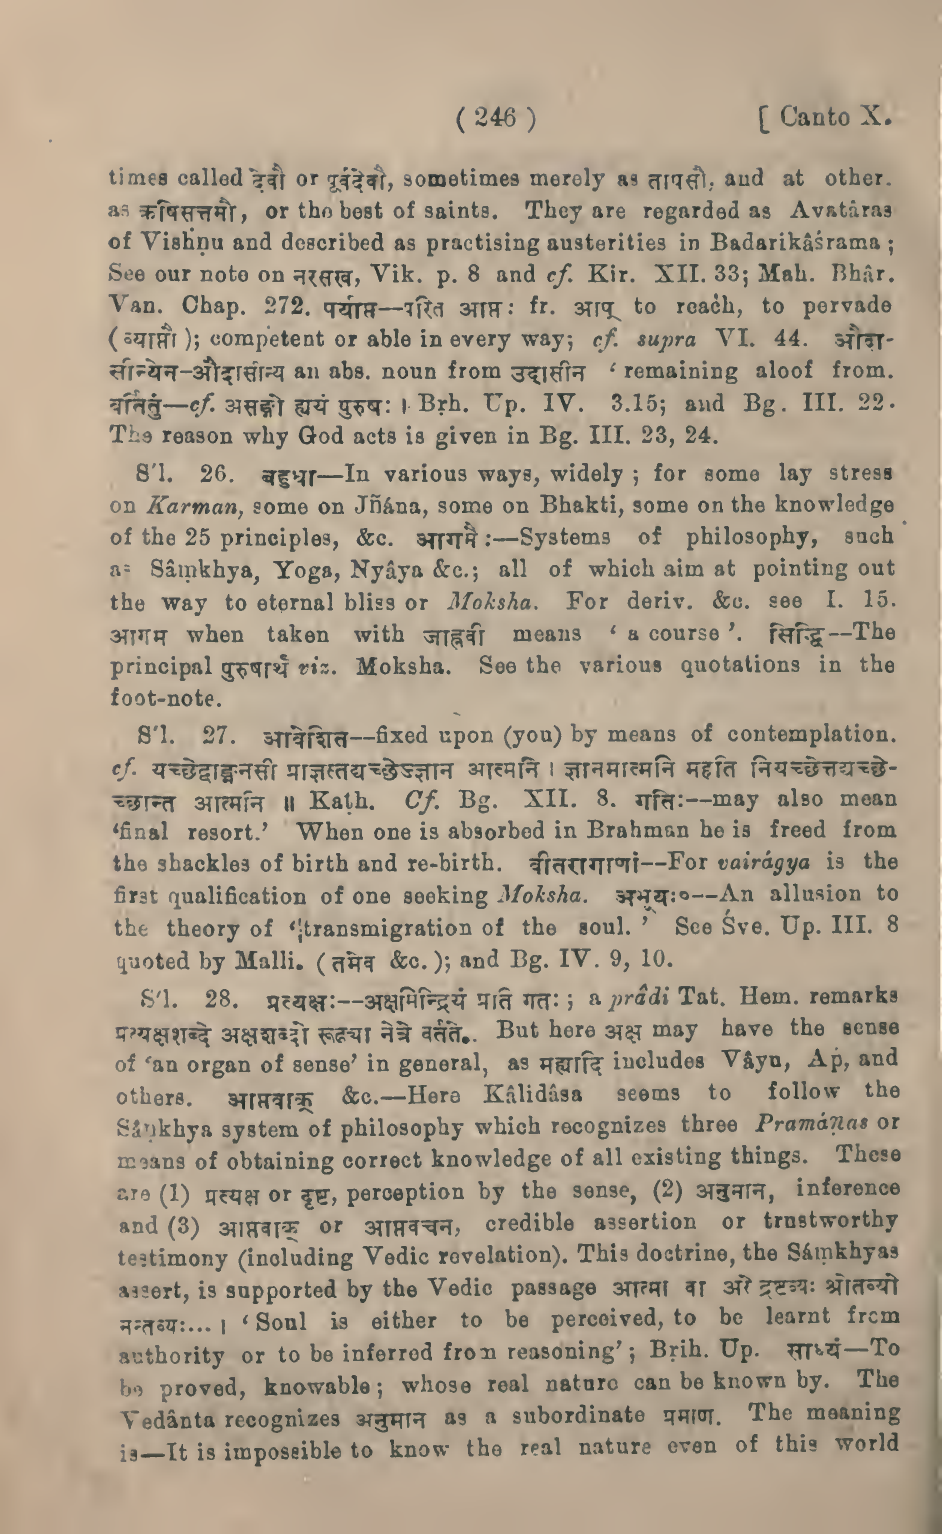 ( 246 ) [ Canto X.
times called देवौ or पूर्वदेवौ, sometimes merely as तापसौ, and at other.
as ऋषिसत्तमौ, or the best of saints. They are regarded as Avatâras
of Vishṇu and described as practising austerities in Badarikâśrama ;
See our note on नरसख, Vik. p. 8 and cf. Kir. XII. 33; Mah. Bhâr.
Van. Chap. 272. पर्याप्त—परित आप्तः fr. आप् to reach, to pervade
( व्याप्तौ ); competent or able in every way; cf. supra VI. 44. औदा-
सीन्येन-औदासीन्य an abs. noun from उदासीन ‘ remaining aloof from.
वर्तितुं—cf. असङ्गो ह्ययं पुरुषः । Bṛh. Up. IV. 3.15; and Bg. III. 22.
The reason why God acts is given in Bg. III. 23, 24.
S'l. 26. बहुधा—In various ways, widely ; for some lay stress
on Karman, some on Jñána, some on Bhakti, some on the knowledge
of the 25 principles, &c. आगमैः:—Systems of philosophy, such
as Sâṃkhya, Yoga, Nyâya &c.; all of which aim at pointing out
the way to eternal bliss or Moksha. For deriv. &c. see I. 15.
आगम when taken with जाह्नवी means ‘ a course ’. सिद्धि--The
principal पुरुषार्थ viz. Moksha. See the various quotations in the
foot-note.
S'l. 27. आवेशित--fixed upon (you) by means of contemplation.
cf. यच्छेद्वाङ्मनसी प्राज्ञस्तयच्छेज्ज्ञान आत्मनि । ज्ञानमात्मनि महति नियच्छेत्तयच्छे-
च्छान्त आत्मनि ॥ Kaṭh. Cf. Bg. XII. 8. गतिः--may also mean
‘final resort.’ When one is absorbed in Brahman he is freed from
the shackles of birth and re-birth. वीतरागाणां--For vairágya is the
first qualification of one seeking Moksha. अभूयः०--An allusion to
the theory of ‘transmigration of the soul. ’ See Śve. Up. III. 8
quoted by Malli. ( तमेव &c. ); and Bg. IV. 9, 10.
S'l. 28. प्रत्यक्षः--अक्षमिन्द्रियं प्रति गतः ; a prâdi Tat. Hem. remarks
प्रत्यक्षशब्दे अक्षशब्दो रूढ्या नेत्रे वर्तते.. But here अक्ष may have the sense
of ‘an organ of sense’ in general, as मह्यादि includes Vâyu, Ap, and
others. आप्तवाक् &c.—Here Kâlidâsa seems to follow the
Sâṇkhya system of philosophy which recognizes three Pramáṇas or
means of obtaining correct knowledge of all existing things. These
are (1) प्रत्यक्ष or दृष्ट, perception by the sense, (2) अनुमान, inference
and (3) आप्तवाक् or आप्तवचन, credible assertion or trustworthy
testimony (including Vedic revelation). This doctrine, the Sáṃkhyas
assert, is supported by the Vedic passage आत्मा वा अरे द्रष्टव्यः श्रोतव्यो
मन्तव्यः... । ‘ Soul is either to be perceived, to be learnt from
authority or to be inferred from reasoning’ ; Bṛih. Up. साध्यं—To
be proved, knowable ; whose real nature can be known by. The
Vedânta recognizes अनुमान as a subordinate प्रमाण. The meaning
is—It is impossible to know the real nature even of this world